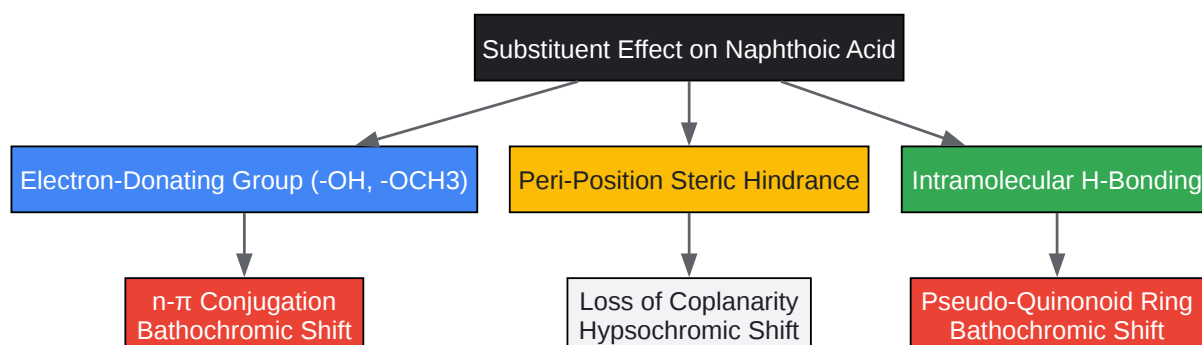 Substituent Effect on Naphthoic Acid
Electron-Donating Group (-OH, -OCH3)
Peri-Position Steric Hindrance
Intramolecular H-Bonding
n-π Conjugation
Bathochromic Shift
Loss of Coplanarity
Hypsochromic Shift
Pseudo-Quinonoid Ring
Bathochromic Shift